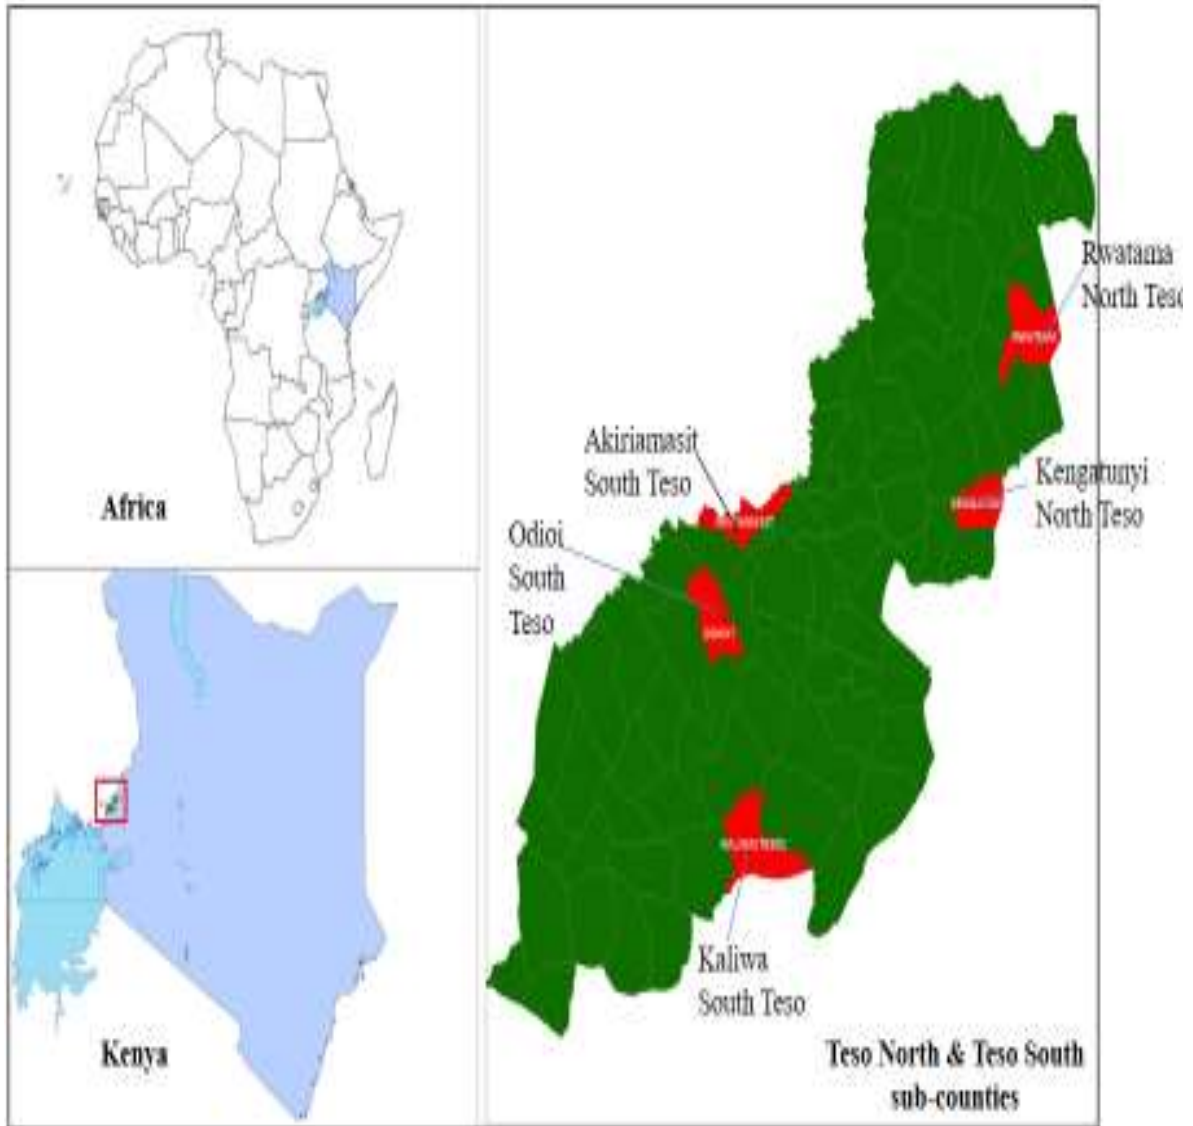 Africa
Kenya
Rwatama
North Teso
Akiriamasit
South Teso
Kengatunyi
North Teso
Odioi
South
Teso
Kaliwa
South Teso
Teso North & Teso South
sub-counties